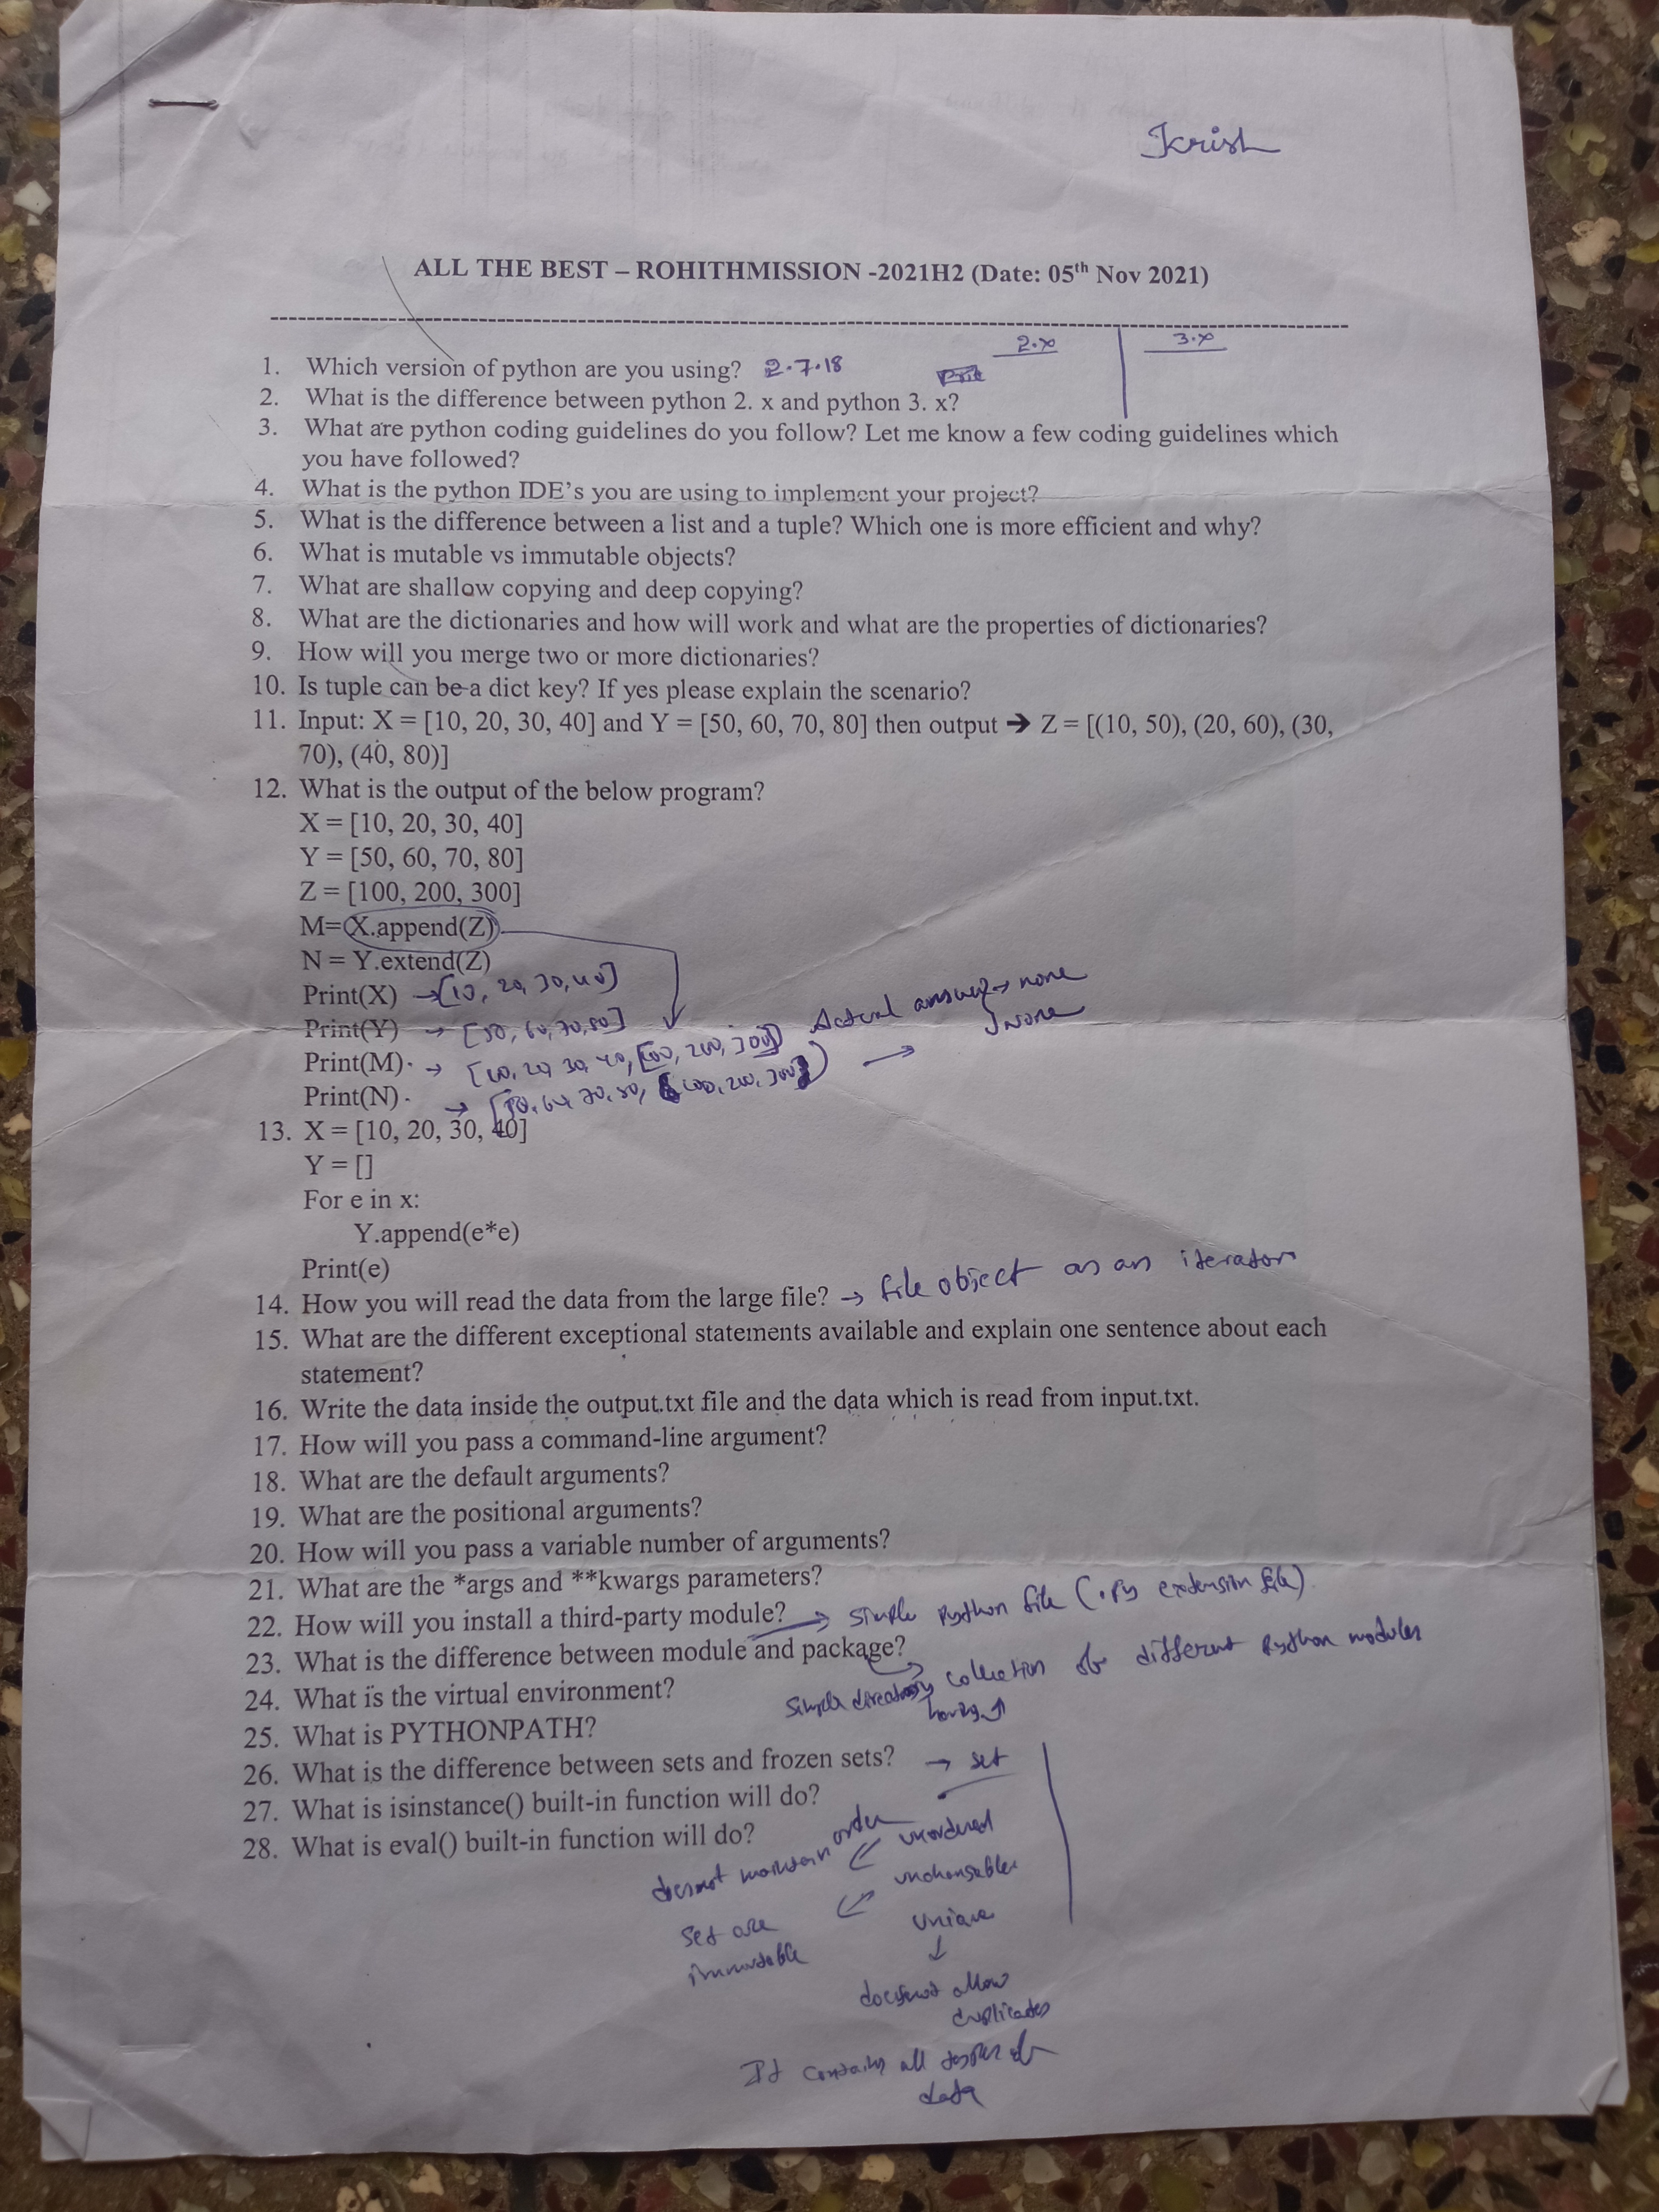 Krish
ALL THE BEST – ROHITHMISSION -2021H2 (Date: 05th Nov 2021)
2.x 3.x
1. Which version of python are you using? 2.7.18
2. What is the difference between python 2. x and python 3. x?
3. What are python coding guidelines do you follow? Let me know a few coding guidelines which
you have followed?
4. What is the python IDE's you are using to implement your project?
5. What is the difference between a list and a tuple? Which one is more efficient and why?
6. What is mutable vs immutable objects?
7. What are shallow copying and deep copying?
8. What are the dictionaries and how will work and what are the properties of dictionaries?
9. How will you merge two or more dictionaries?
10. Is tuple can be a dict key? If yes please explain the scenario?
11. Input: X = [10, 20, 30, 40] and Y = [50, 60, 70, 80] then output ➔ Z = [(10, 50), (20, 60), (30,
70), (40, 80)]
12. What is the output of the below program?
X = [10, 20, 30, 40]
Y = [50, 60, 70, 80]
Z = [100, 200, 300]
M= X.append(Z)
N = Y.extend(Z)
Print(X) → [10, 20, 30, 40]
Print(Y) → [50, 60, 70, 80]
Print(M) → [10, 20, 30, 40, [100, 200, 300]] Actual answer → none
Print(N) → [50, 60, 70, 80, 100, 200, 300] → none
13. X = [10, 20, 30, 40]
Y = []
For e in x:
Y.append(e*e)
Print(e)
14. How you will read the data from the large file? → file object as an iterator
15. What are the different exceptional statements available and explain one sentence about each
statement?
16. Write the data inside the output.txt file and the data which is read from input.txt.
17. How will you pass a command-line argument?
18. What are the default arguments?
19. What are the positional arguments?
20. How will you pass a variable number of arguments?
21. What are the *args and **kwargs parameters?
22. How will you install a third-party module? → simple python file (.py extension file)
23. What is the difference between module and package?
simple directory having collection of different python modules
24. What is the virtual environment?
25. What is PYTHONPATH?
26. What is the difference between sets and frozen sets? → set
27. What is isinstance() built-in function will do?
28. What is eval() built-in function will do?
doesnot maintain order ← unordered
unchangable
set are immutable
unique
↓
doesnot allow
duplicates
It contains all types of
data